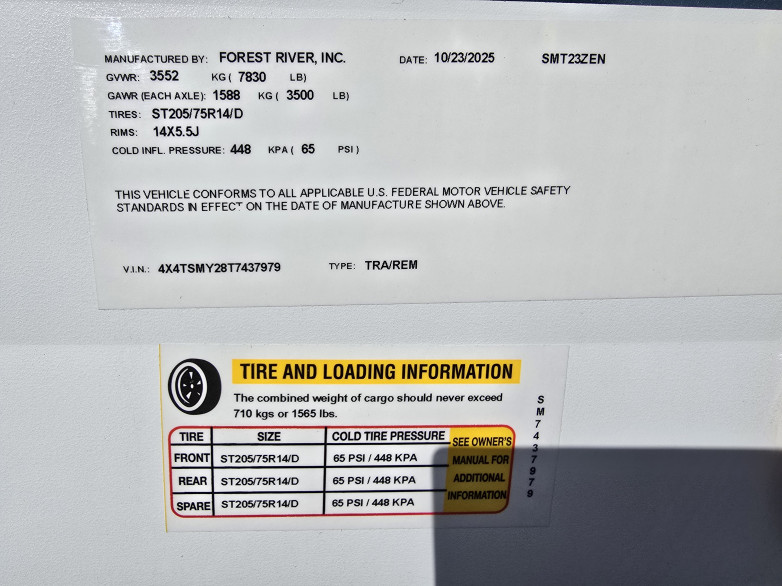 MANUFACTURED BY: FOREST RIVER, INC. DATE: 10/23/2025 SMT23ZEN
GVWR: 3552 KG ( 7830 LB)
GAWR (EACH AXLE): 1588 KG ( 3500 LB)
TIRES: ST205/75R14/D
RIMS: 14X5.5J
COLD INFL. PRESSURE: 448 KPA ( 65 PSI )
THIS VEHICLE CONFORMS TO ALL APPLICABLE U.S. FEDERAL MOTOR VEHICLE SAFETY
STANDARDS IN EFFECT ON THE DATE OF MANUFACTURE SHOWN ABOVE.
V.I.N.: 4X4TSMY28T7437979 TYPE: TRA/REM
TIRE AND LOADING INFORMATION
The combined weight of cargo should never exceed
710 kgs or 1565 lbs.
TIRE SIZE COLD TIRE PRESSURE
FRONT ST205/75R14/D 65 PSI / 448 KPA
REAR ST205/75R14/D 65 PSI / 448 KPA
SPARE ST205/75R14/D 65 PSI / 448 KPA
SEE OWNER'S
MANUAL FOR
ADDITIONAL
INFORMATION
SM7437979